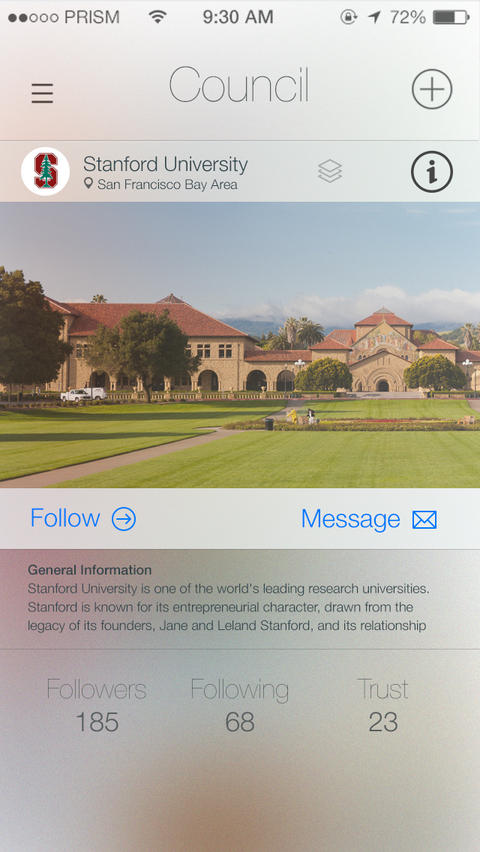 PRISM 9:30 AM 72%
Council
Stanford University
San Francisco Bay Area
Follow Message
General Information
Stanford University is one of the world's leading research universities.
Stanford is known for its entrepreneurial character, drawn from the
legacy of its founders, Jane and Leland Stanford, and its relationship
Followers Following Trust
185 68 23